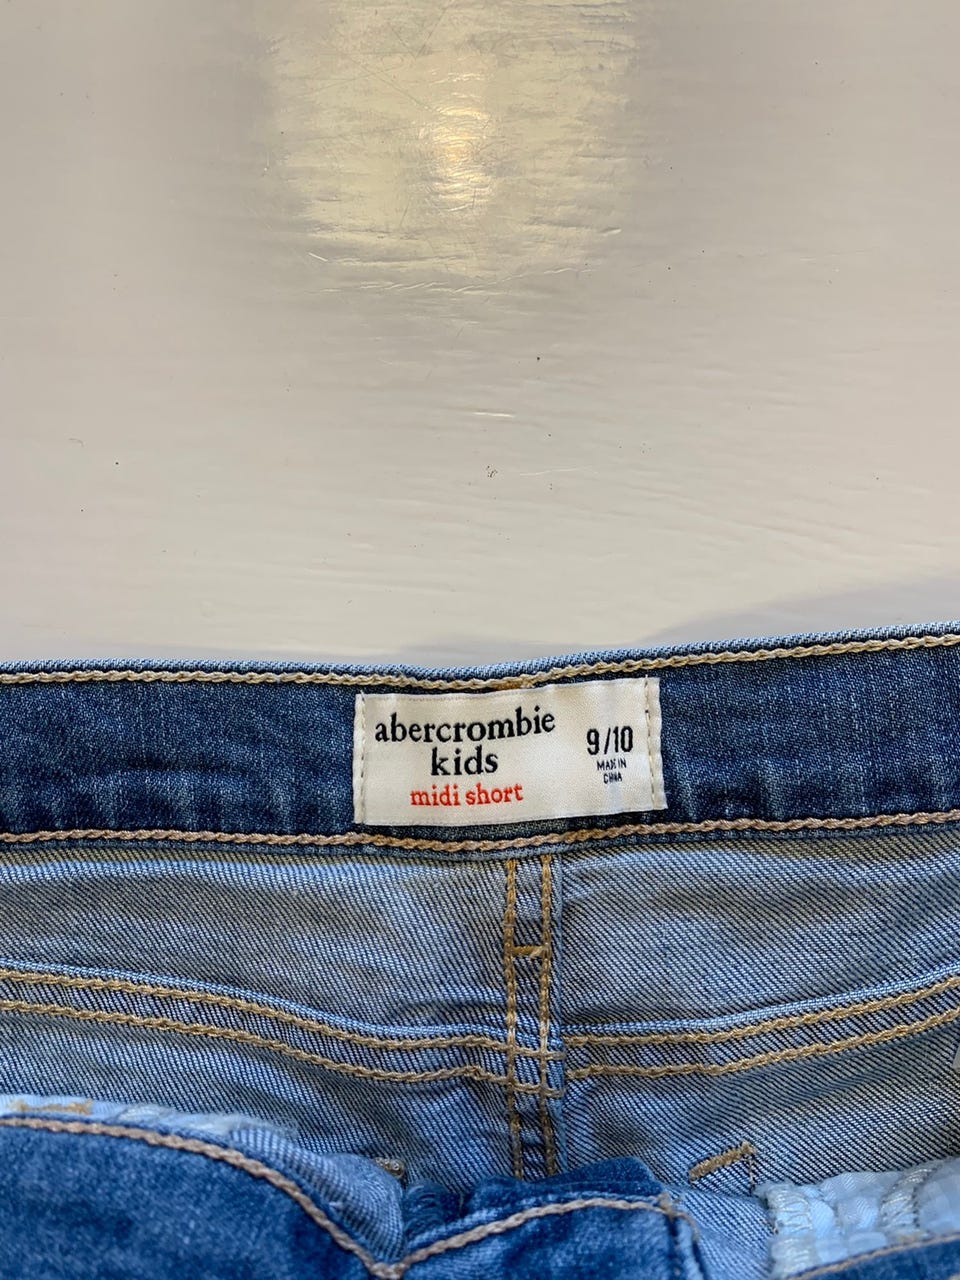 abercrombie
kids
midi short
9/10
MADE IN
CHINA